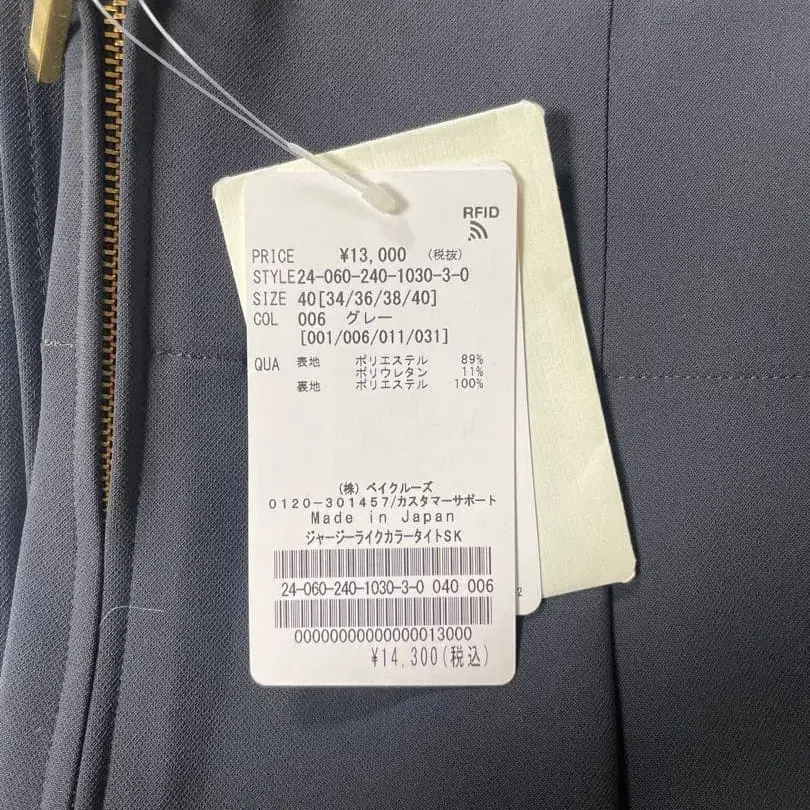 RFID
PRICE ¥13,000 (税抜)
STYLE24-060-240-1030-3-0
SIZE 40[34/36/38/40]
COL 006 グレー
[001/006/011/031]
QUA 表地 ポリエステル 89%
ポリウレタン 11%
裏地 ポリエステル 100%
(株) ベイクルーズ
0120-301457/カスタマーサポート
Made in Japan
ジャージーライクカラータイトSK
24-060-240-1030-3-0 040 006
00000000000000013000
¥14,300(税込)
2